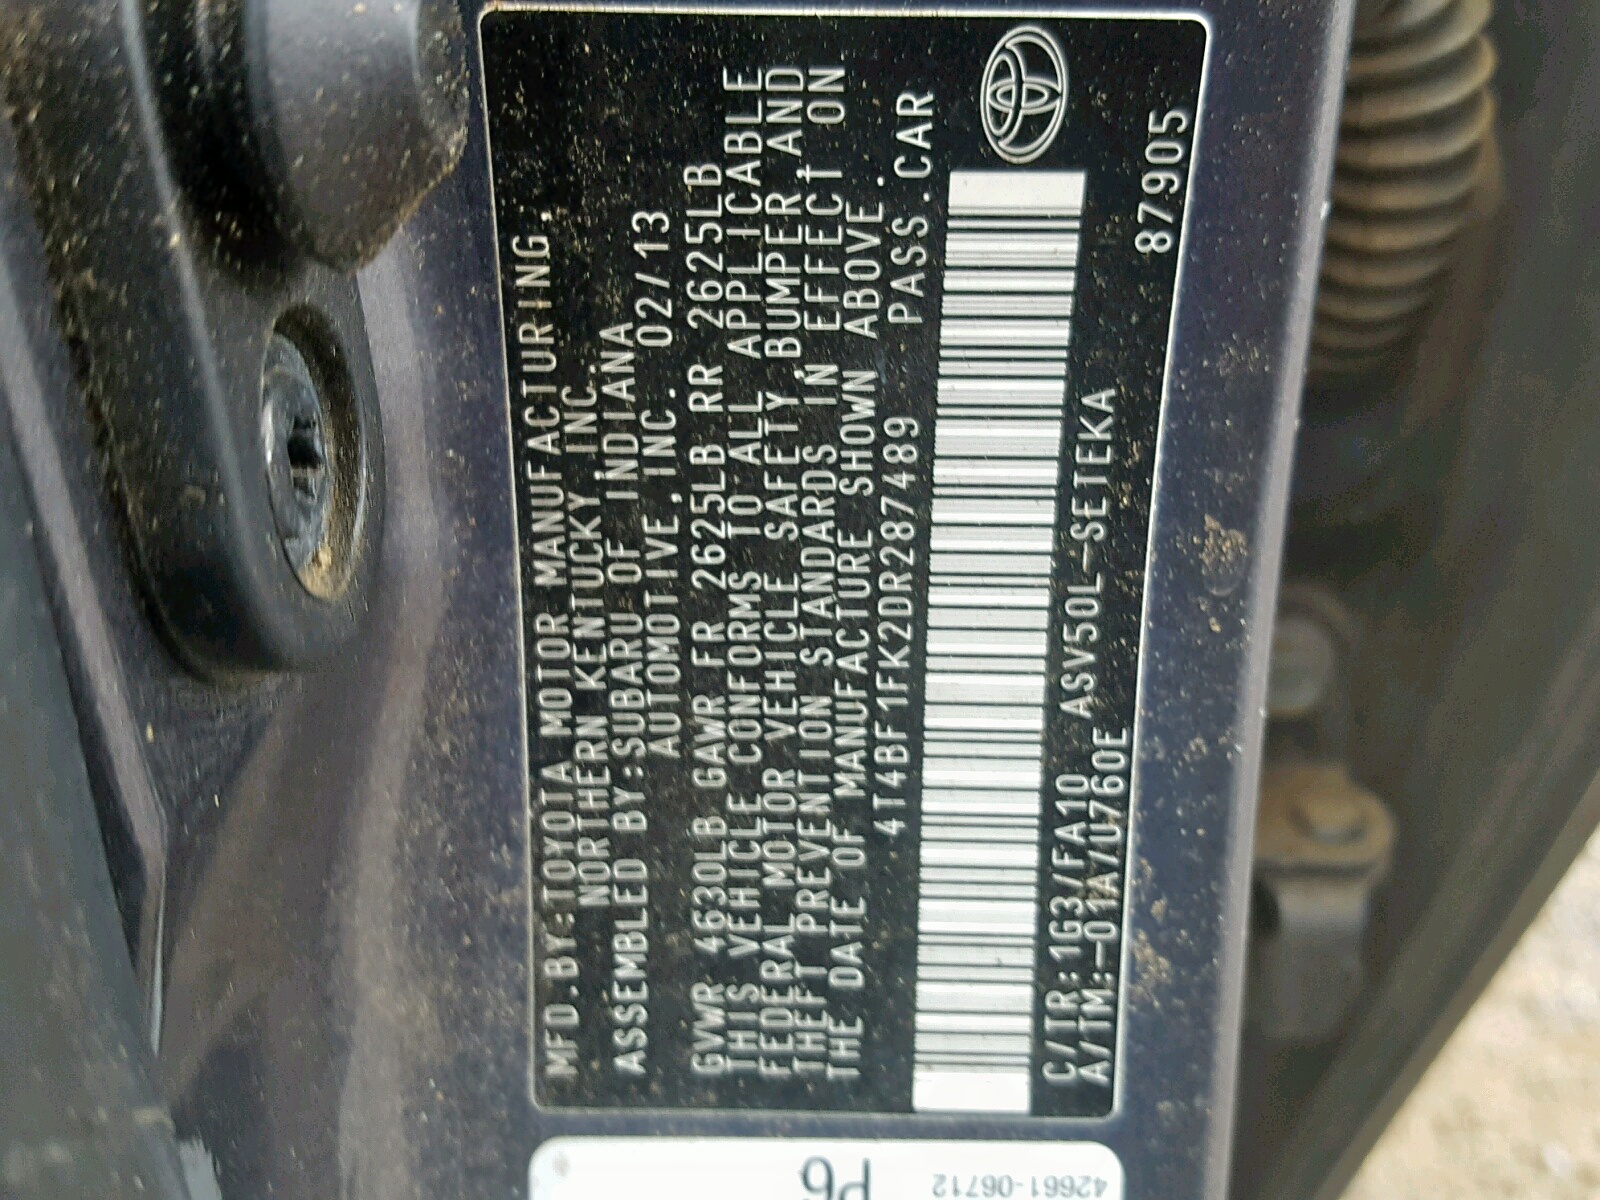 MFD.BY:TOYOTA MOTOR MANUFACTURING,
NORTHERN KENTUCKY INC.
ASSEMBLED BY:SUBARU OF INDIANA
AUTOMOTIVE,INC. 02/13
GVWR 4630LB GAWR FR 2625LB RR 2625LB
THIS VEHICLE CONFORMS TO ALL APPLICABLE
FEDERAL MOTOR VEHICLE SAFETY,BUMPER,AND
THEFT PREVENTION STANDARDS IN EFFECT ON
THE DATE OF MANUFACTURE SHOWN ABOVE.
4T4BF1FK2DR287489 PASS.CAR
C/TR:1G3/FA10 ASV50L-SETEKA
A/TM:-01A/U760E
87905
42661-06712